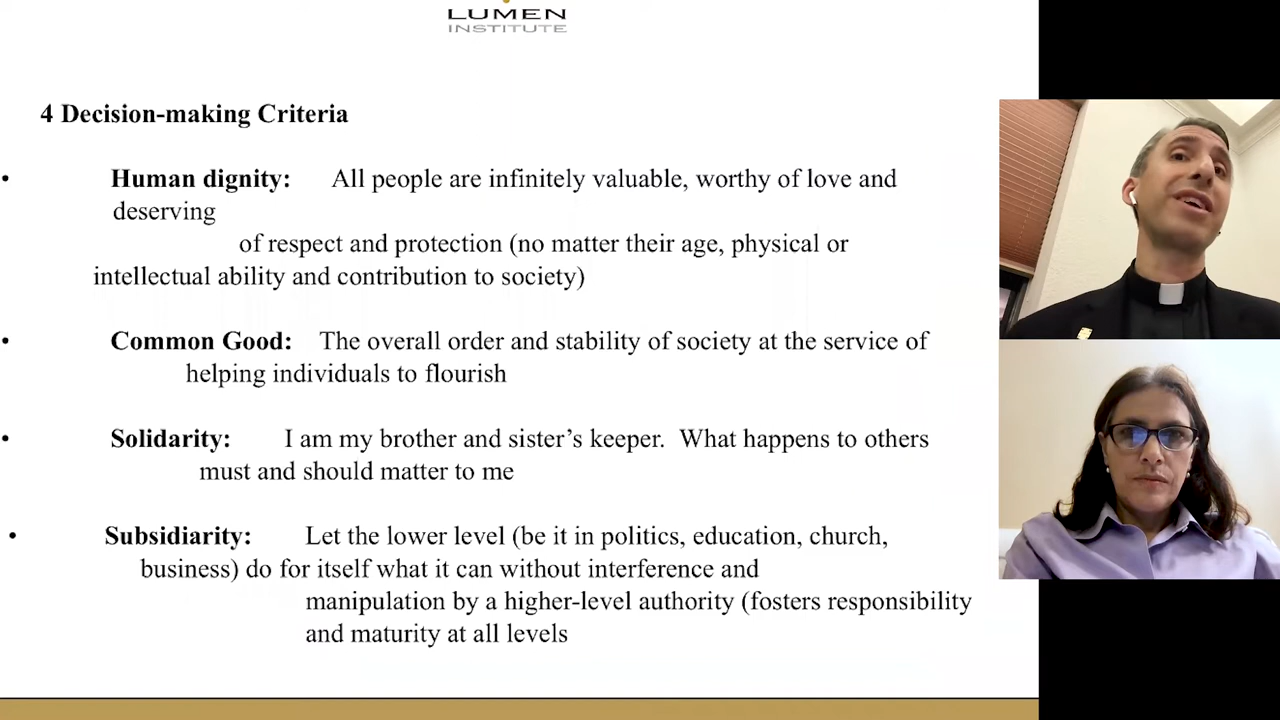 LUMEN
INSTITUTE
4 Decision-making Criteria
• Human dignity: All people are infinitely valuable, worthy of love and
deserving
of respect and protection (no matter their age, physical or
intellectual ability and contribution to society)
• Common Good: The overall order and stability of society at the service of
helping individuals to flourish
• Solidarity: I am my brother and sister’s keeper. What happens to others
must and should matter to me
• Subsidiarity: Let the lower level (be it in politics, education, church,
business) do for itself what it can without interference and
manipulation by a higher-level authority (fosters responsibility
and maturity at all levels